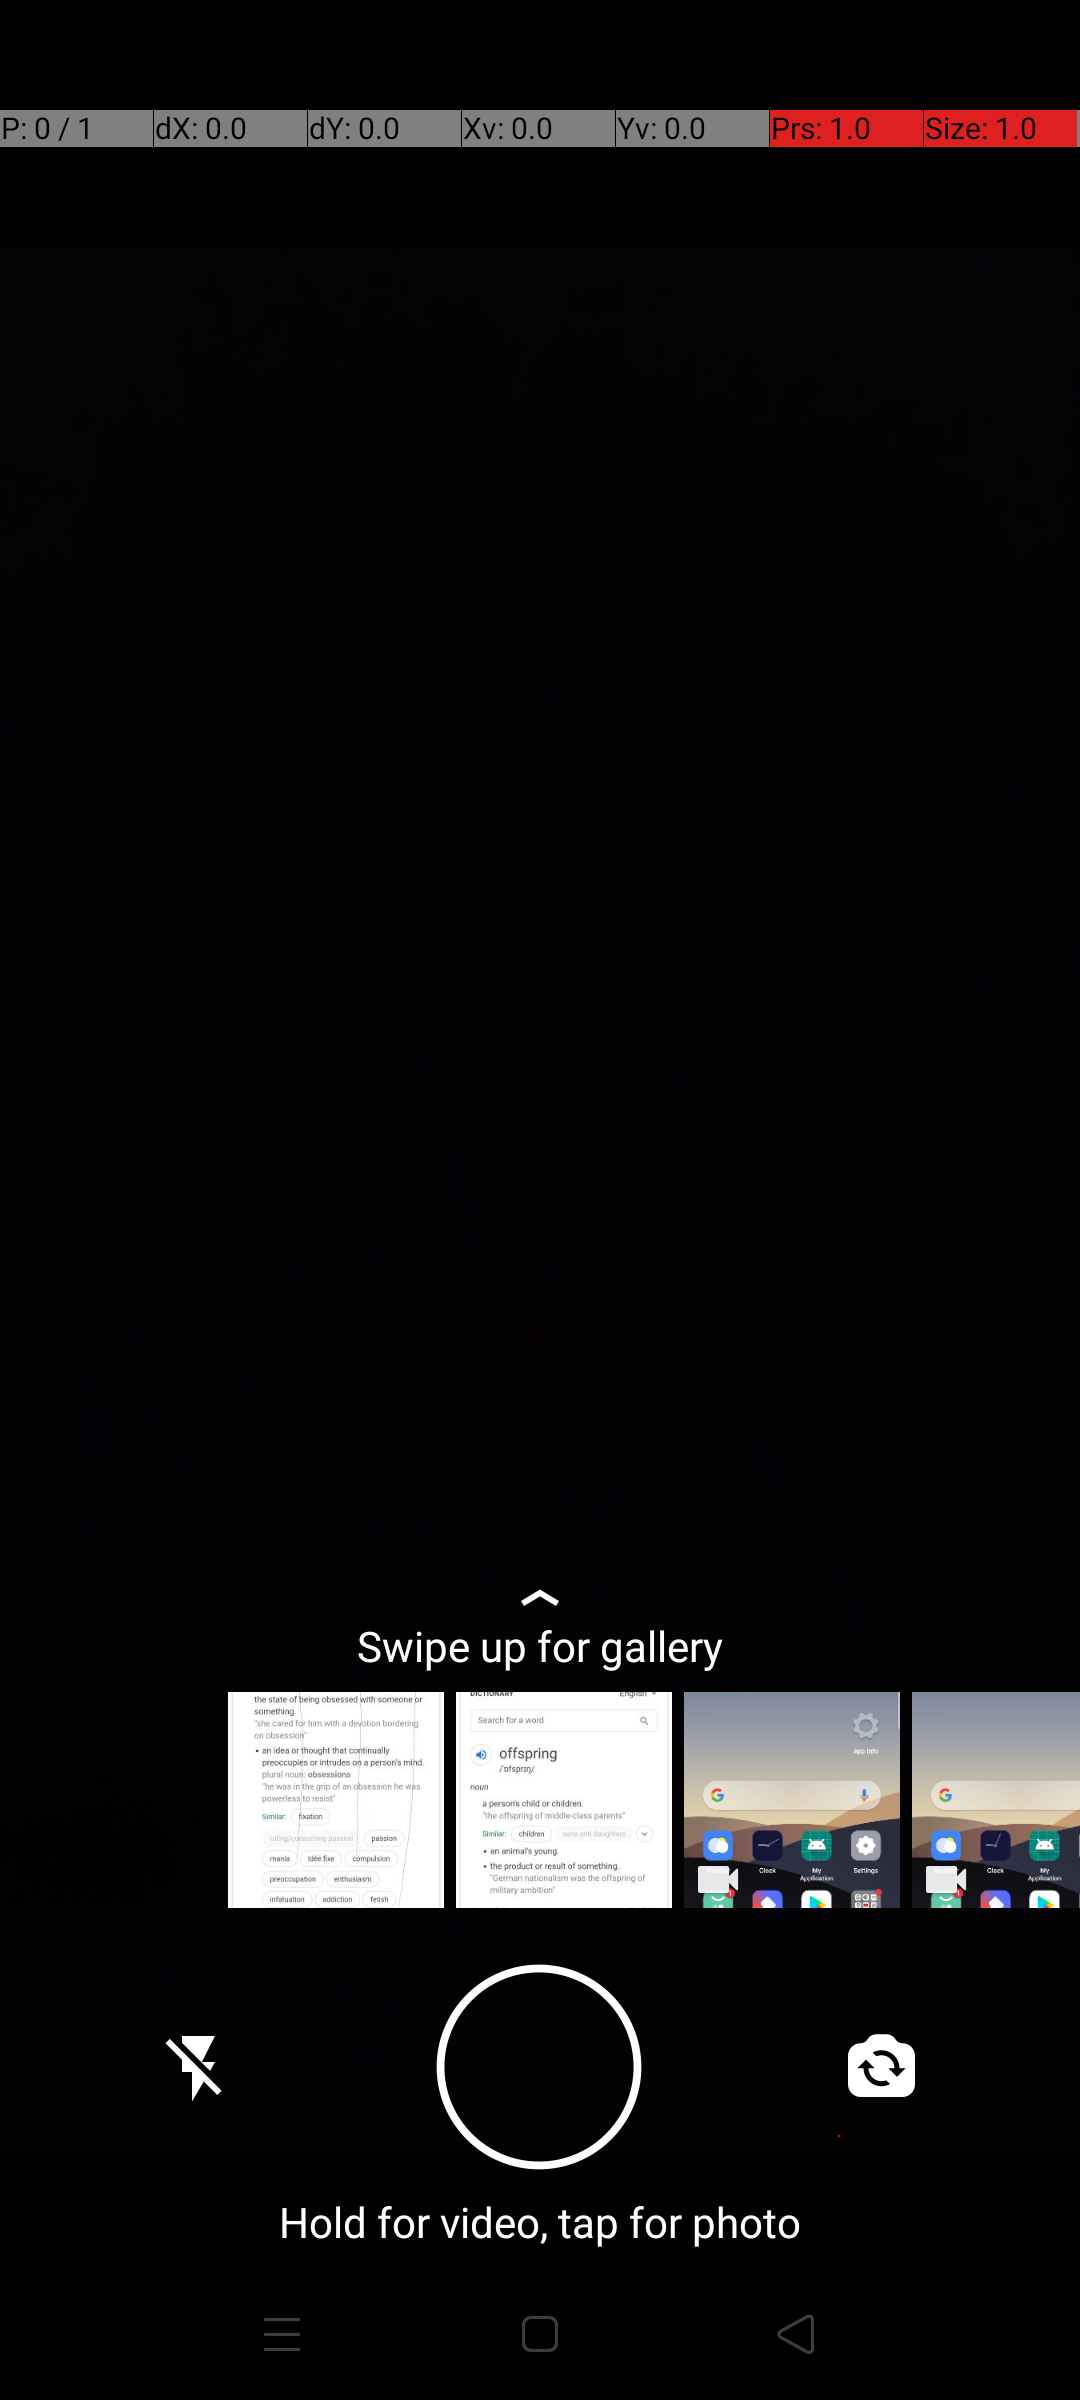 P: 0 / 1 dX: 0.0 dY: 0.0 Xv: 0.0 Yv: 0.0 Prs: 1.0 Size: 1.0
Swipe up for gallery
the state of being obsessed with someone or
something.
"she cared for him with a devotion bordering
on obsession"
• an idea or thought that continually
preoccupies or intrudes on a person's mind.
plural noun: obsessions
"he was in the grip of an obsession he was
powerless to resist"
Similar: fixation
ruling/consuming passion passion
mania idée fixe compulsion
preoccupation enthusiasm
infatuation addiction fetish
DICTIONARY English
Search for a word
offspring
/ˈɒfsprɪŋ/
noun
a person's child or children.
"the offspring of middle-class parents"
Similar: children sons and daughters
• an animal's young.
• the product or result of something.
"German nationalism was the offspring of
military ambition"
App Info
Clock My Application Settings
Clock My Application
Hold for video, tap for photo